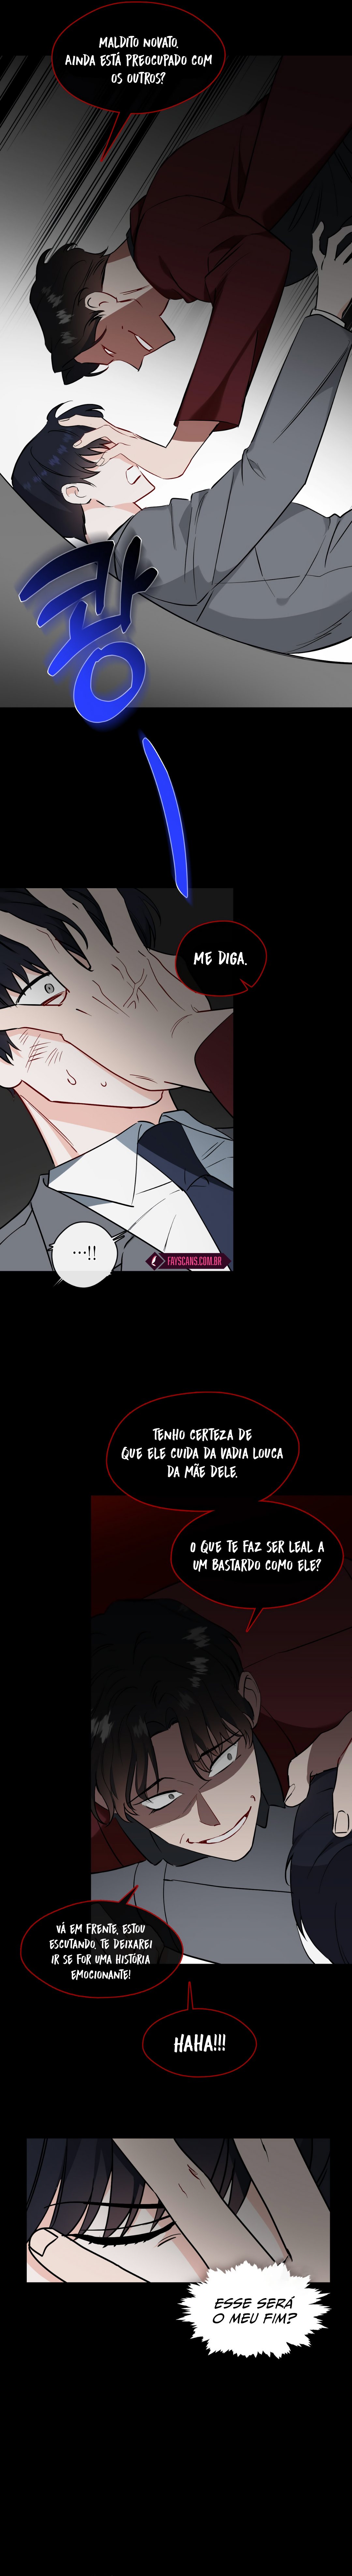 MALDITO NOVATO.
AINDA ESTÁ PREOCUPADO COM
OS OUTROS?
쾅
ME DIGA.
...!!
FAYSCANS.COM.BR
TENHO CERTEZA DE
QUE ELE CUIDA DA VADIA LOUCA
DA MÃE DELE.
O QUE TE FAZ SER LEAL A
UM BASTARDO COMO ELE?
VÁ EM FRENTE, ESTOU
ESCUTANDO. TE DEIXAREI
IR SE FOR UMA HISTÓRIA
EMOCIONANTE!
HAHA!!!
ESSE SERÁ
O MEU FIM?